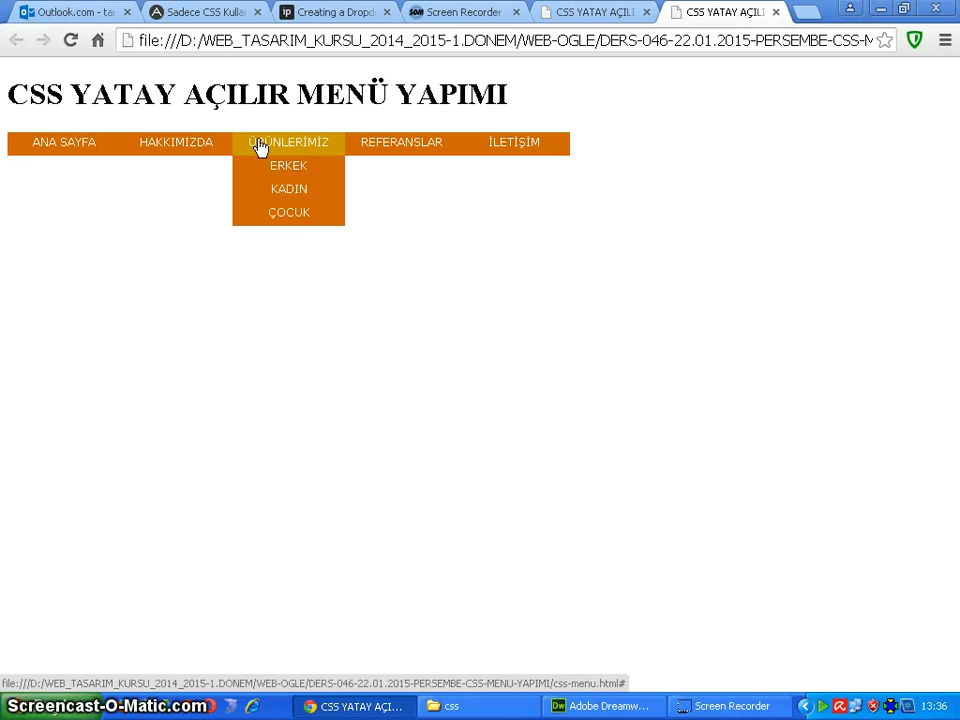 Outlook.com - tar
Sadece CSS Kullar
Creating a Dropdo
Screen Recorder
CSS YATAY AÇILI
CSS YATAY AÇILI
file:///D:/WEB_TASARIM_KURSU_2014_2015-1.DONEM/WEB-OGLE/DERS-046-22.01.2015-PERSEMBE-CSS-M
CSS YATAY AÇILIR MENÜ YAPIMI
ANA SAYFA HAKKIMIZDA ÜRÜNLERİMİZ REFERANSLAR İLETİŞİM
ERKEK
KADIN
ÇOCUK
file:///D:/WEB_TASARIM_KURSU_2014_2015-1.DONEM/WEB-OGLE/DERS-046-22.01.2015-PERSEMBE-CSS-MENU-YAPIMI/css-menu.html#
Screencast-O-Matic.com CSS YATAY AÇI... css Adobe Dreamw... Screen Recorder 13:36